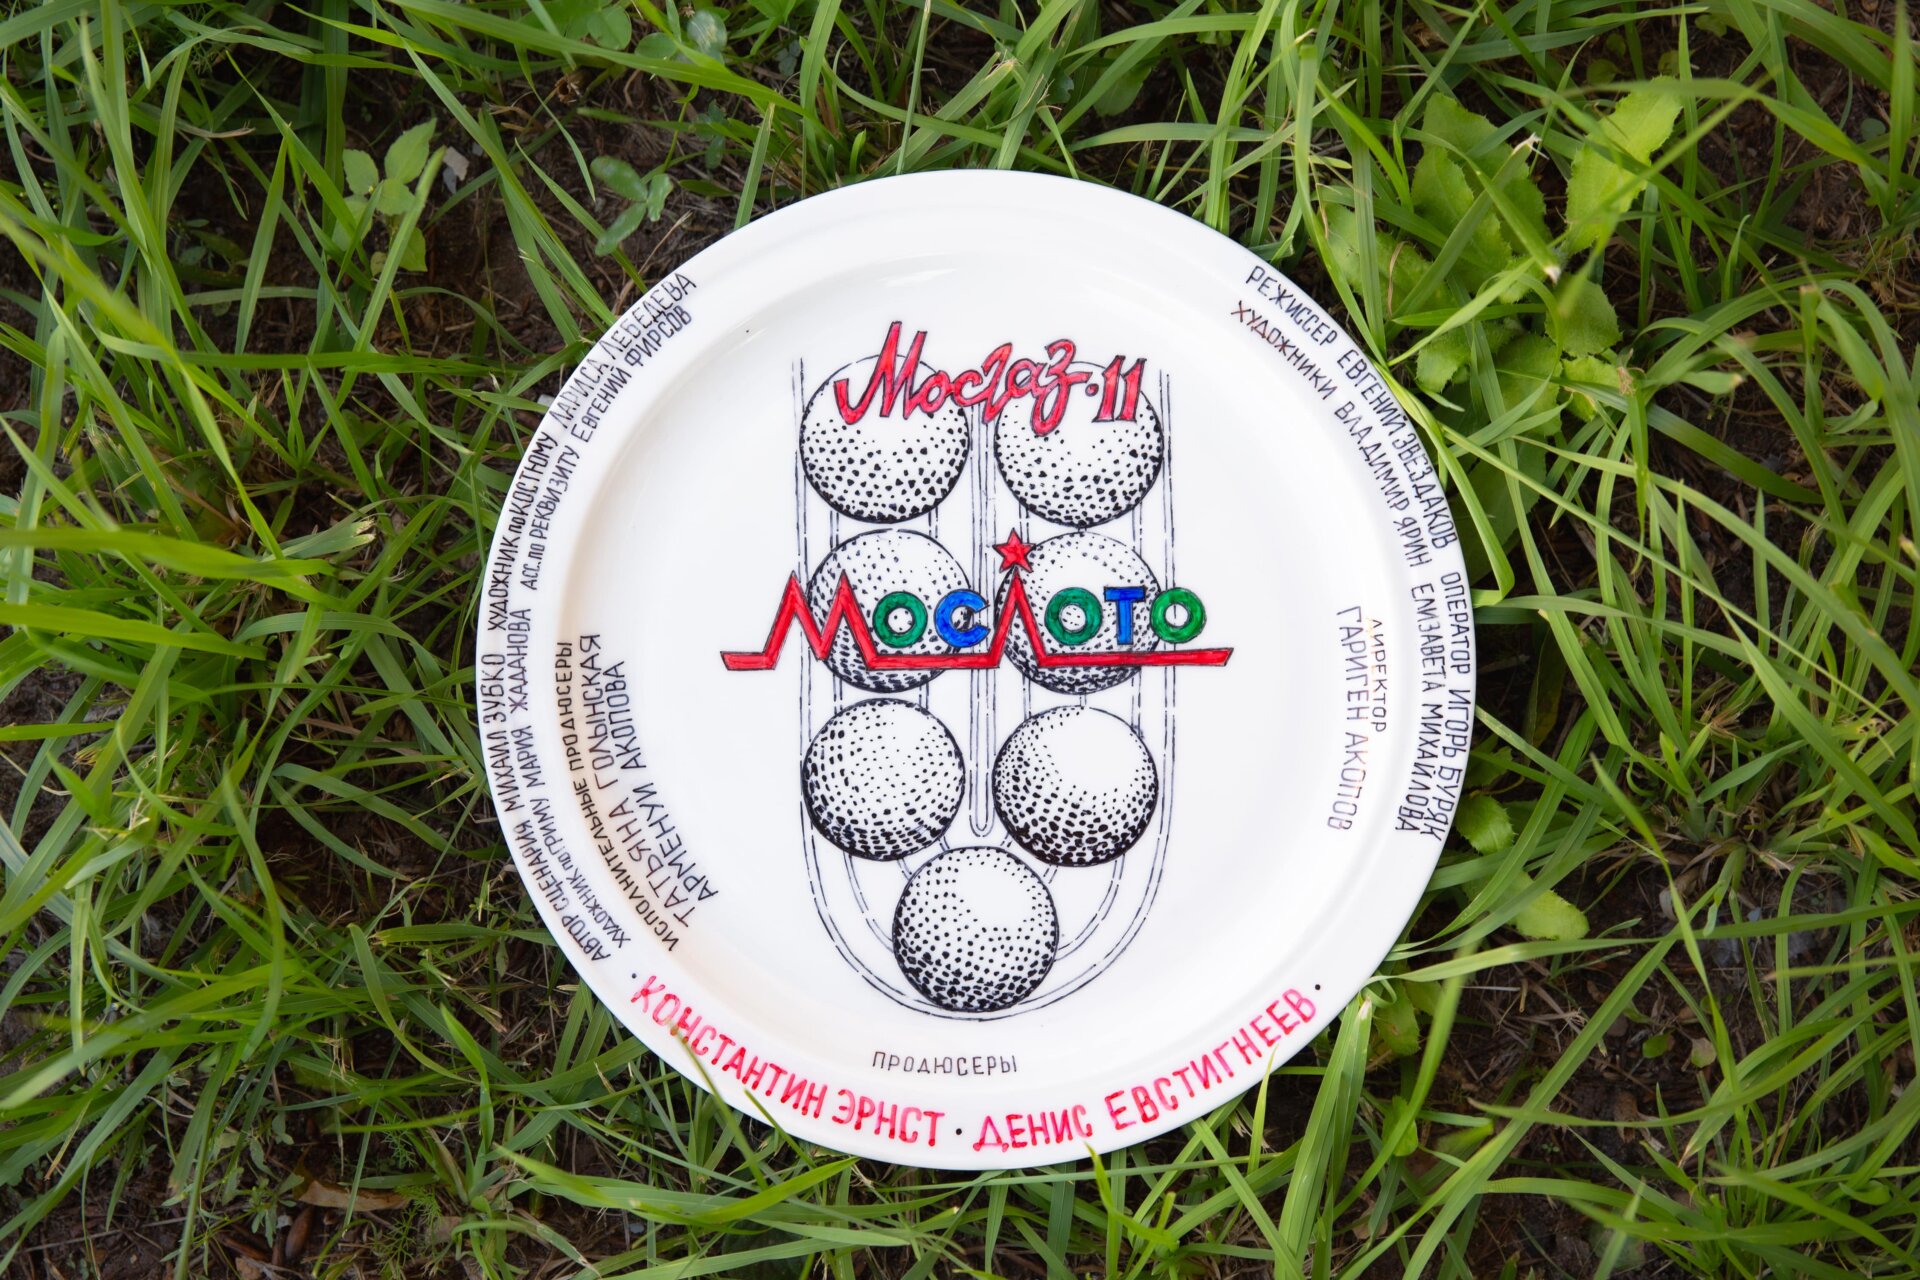 Мосгаз·11
МОСЛОТО
РЕЖИССЕР ЕВГЕНИЙ ЗВЕЗДАКОВ ОПЕРАТОР ИГОРЬ БУРЯК
ХУДОЖНИКИ ВЛАДИМИР ЯРИН ЕЛИЗАВЕТА МИХАЙЛОВА
ДИРЕКТОР
ГАРИГЕН АКОПОВ
АВТОР СЦЕНАРИЯ МИХАИЛ ЗУБКО ХУДОЖНИК по КОСТЮМУ ЛАРИСА ЛЕБЕДЕВА
ХУДОЖНИК по ГРИМУ МАРИЯ ЖАДАНОВА АСС. ПО РЕКВИЗИТУ ЕВГЕНИЙ ФИРСОВ
ИСПОЛНИТЕЛЬНЫЕ ПРОДЮСЕРЫ
ТАТЬЯНА ГОЛЫНСКАЯ
АРМЕНУИ АКОПОВА
ПРОДЮСЕРЫ
· КОНСТАНТИН ЭРНСТ · ДЕНИС ЕВСТИГНЕЕВ ·